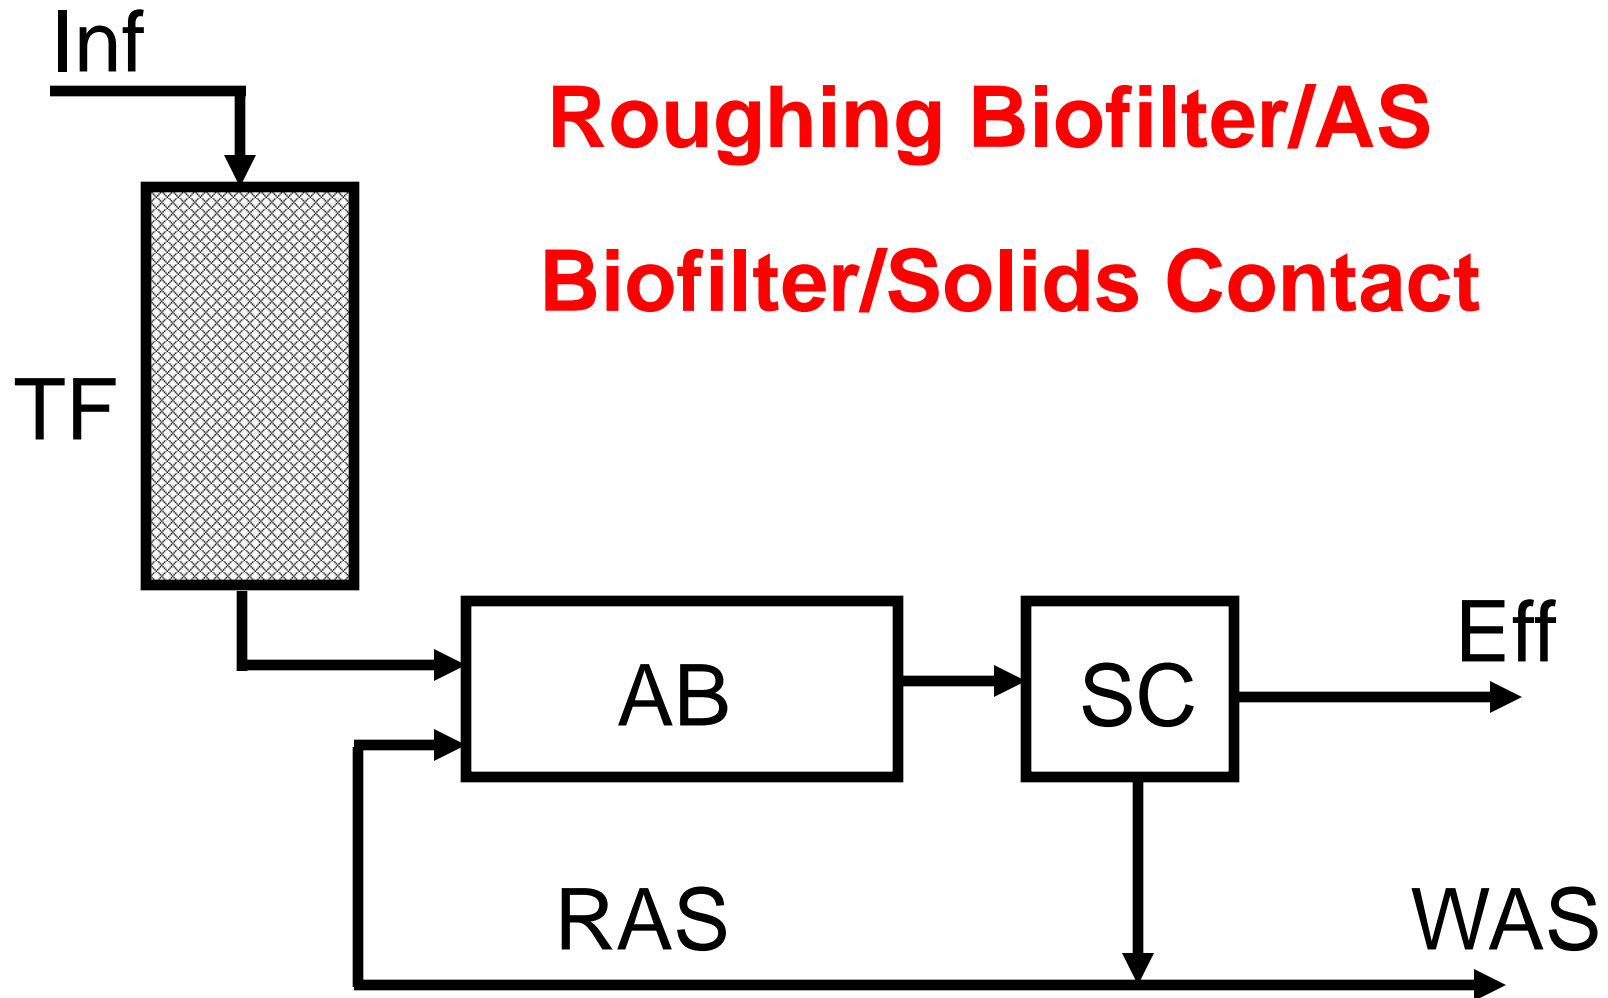 Inf
Roughing Biofilter/AS
Biofilter/Solids Contact
TF
AB
SC
Eff
RAS
WAS